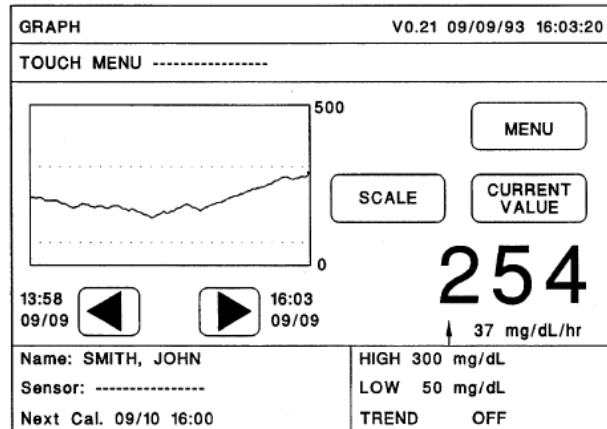 GRAPH V0.21 09/09/93 16:03:20
TOUCH MENU -----------------
500
MENU
SCALE
CURRENT
VALUE
0
254
13:58
09/09
16:03
09/09
37 mg/dL/hr
Name: SMITH, JOHN
Sensor: ----------------
Next Cal. 09/10 16:00
HIGH 300 mg/dL
LOW 50 mg/dL
TREND OFF